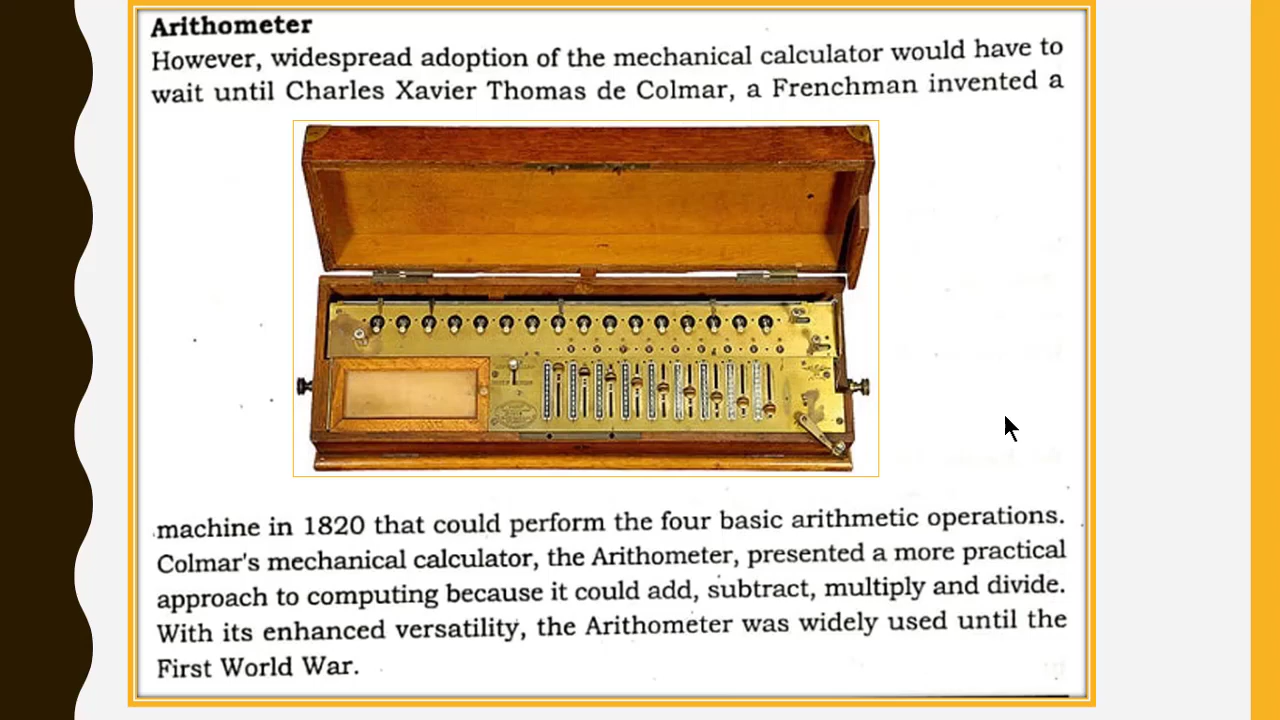 Arithometer
However, widespread adoption of the mechanical calculator would have to
wait until Charles Xavier Thomas de Colmar, a Frenchman invented a
machine in 1820 that could perform the four basic arithmetic operations.
Colmar's mechanical calculator, the Arithometer, presented a more practical
approach to computing because it could add, subtract, multiply and divide.
With its enhanced versatility, the Arithometer was widely used until the
First World War.